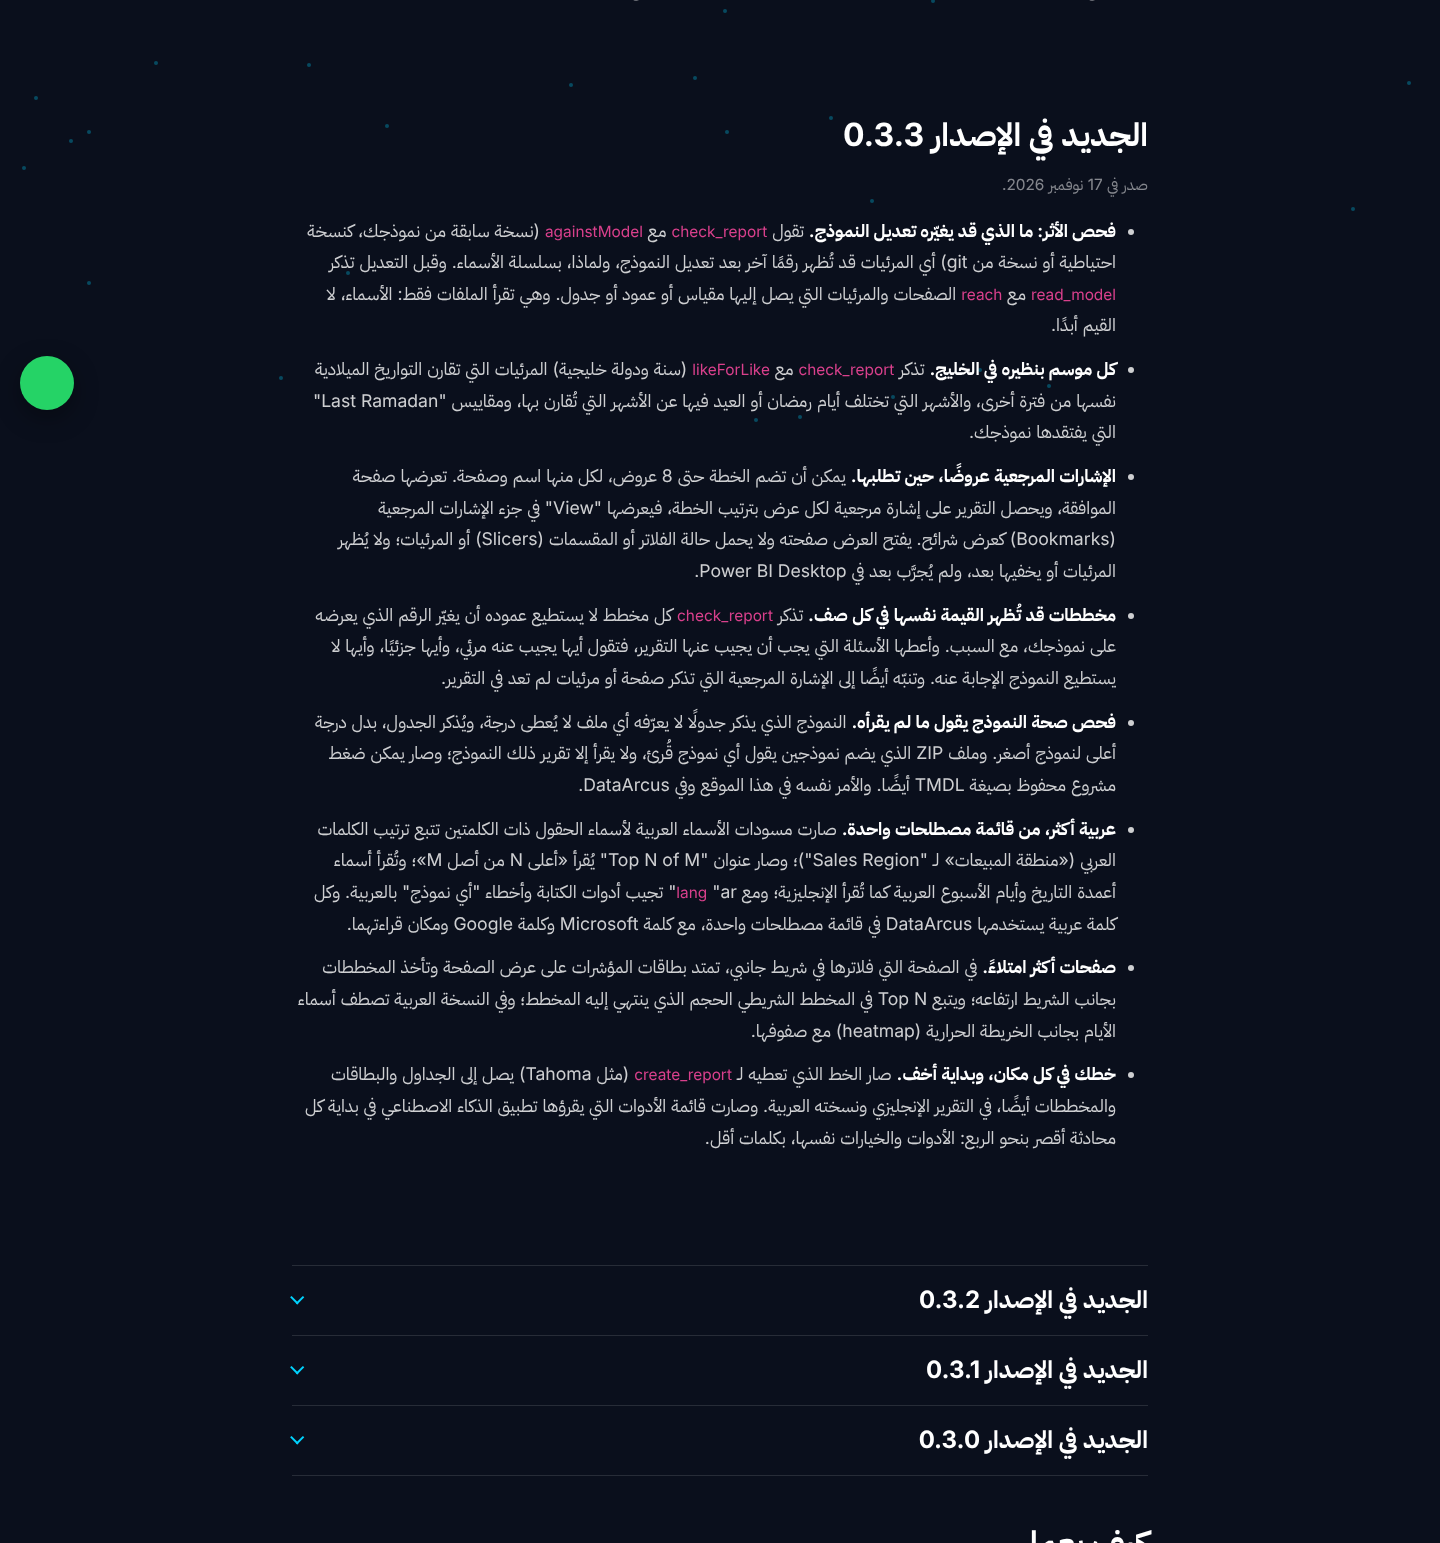 الجديد في الإصدار 0.3.3
صدر في 17 نوفمبر 2026.
فحص الأثر: ما الذي قد يغيّره تعديل النموذج. تقول check_report مع againstModel (نسخة سابقة من نموذجك، كنسخة
احتياطية أو نسخة من git) أي المرئيات قد تُظهر رقمًا آخر بعد تعديل النموذج، ولماذا، بسلسلة الأسماء. وقبل التعديل تذكر
read_model مع reach الصفحات والمرئيات التي يصل إليها مقياس أو عمود أو جدول. وهي تقرأ الملفات فقط: الأسماء، لا
القيم أبدًا.
كل موسم بنظيره في الخليج. تذكر check_report مع likeForLike (سنة ودولة خليجية) المرئيات التي تقارن التواريخ الميلادية
نفسها من فترة أخرى، والأشهر التي تختلف أيام رمضان أو العيد فيها عن الأشهر التي تُقارن بها، ومقاييس "Last Ramadan"
التي يفتقدها نموذجك.
الإشارات المرجعية عروضًا، حين تطلبها. يمكن أن تضم الخطة حتى 8 عروض، لكل منها اسم وصفحة. تعرضها صفحة
الموافقة، ويحصل التقرير على إشارة مرجعية لكل عرض بترتيب الخطة، فيعرضها "View" في جزء الإشارات المرجعية
(Bookmarks) كعرض شرائح. يفتح العرض صفحته ولا يحمل حالة الفلاتر أو المقسمات (Slicers) أو المرئيات؛ ولا يُظهر
المرئيات أو يخفيها بعد، ولم يُجرَّب بعد في Power BI Desktop.
مخططات قد تُظهر القيمة نفسها في كل صف. تذكر check_report كل مخطط لا يستطيع عموده أن يغيّر الرقم الذي يعرضه
على نموذجك، مع السبب. وأعطها الأسئلة التي يجب أن يجيب عنها التقرير، فتقول أيها يجيب عنه مرئي، وأيها جزئيًا، وأيها لا
يستطيع النموذج الإجابة عنه. وتنبّه أيضًا إلى الإشارة المرجعية التي تذكر صفحة أو مرئيات لم تعد في التقرير.
فحص صحة النموذج يقول ما لم يقرأه. النموذج الذي يذكر جدولًا لا يعرّفه أي ملف لا يُعطى درجة، ويُذكر الجدول، بدل درجة
أعلى لنموذج أصغر. وملف ZIP الذي يضم نموذجين يقول أي نموذج قُرئ، ولا يقرأ إلا تقرير ذلك النموذج؛ وصار يمكن ضغط
مشروع محفوظ بصيغة TMDL أيضًا. والأمر نفسه في هذا الموقع وفي DataArcus.
عربية أكثر، من قائمة مصطلحات واحدة. صارت مسودات الأسماء العربية لأسماء الحقول ذات الكلمتين تتبع ترتيب الكلمات
العربي («منطقة المبيعات» لـ "Sales Region")؛ وصار عنوان "Top N of M" يُقرأ «أعلى N من أصل M»؛ وتُقرأ أسماء
أعمدة التاريخ وأيام الأسبوع العربية كما تُقرأ الإنجليزية؛ ومع lang "ar" تجيب أدوات الكتابة وأخطاء "أي نموذج" بالعربية. وكل
كلمة عربية يستخدمها DataArcus في قائمة مصطلحات واحدة، مع كلمة Microsoft وكلمة Google ومكان قراءتهما.
صفحات أكثر امتلاءً. في الصفحة التي فلاترها في شريط جانبي، تمتد بطاقات المؤشرات على عرض الصفحة وتأخذ المخططات
بجانب الشريط ارتفاعه؛ ويتبع Top N في المخطط الشريطي الحجم الذي ينتهي إليه المخطط؛ وفي النسخة العربية تصطف أسماء
الأيام بجانب الخريطة الحرارية (heatmap) مع صفوفها.
خطك في كل مكان، وبداية أخف. صار الخط الذي تعطيه لـ create_report (مثل Tahoma) يصل إلى الجداول والبطاقات
والمخططات أيضًا، في التقرير الإنجليزي ونسخته العربية. وصارت قائمة الأدوات التي يقرؤها تطبيق الذكاء الاصطناعي في بداية كل
محادثة أقصر بنحو الربع: الأدوات والخيارات نفسها، بكلمات أقل.
الجديد في الإصدار 0.3.2
الجديد في الإصدار 0.3.1
الجديد في الإصدار 0.3.0